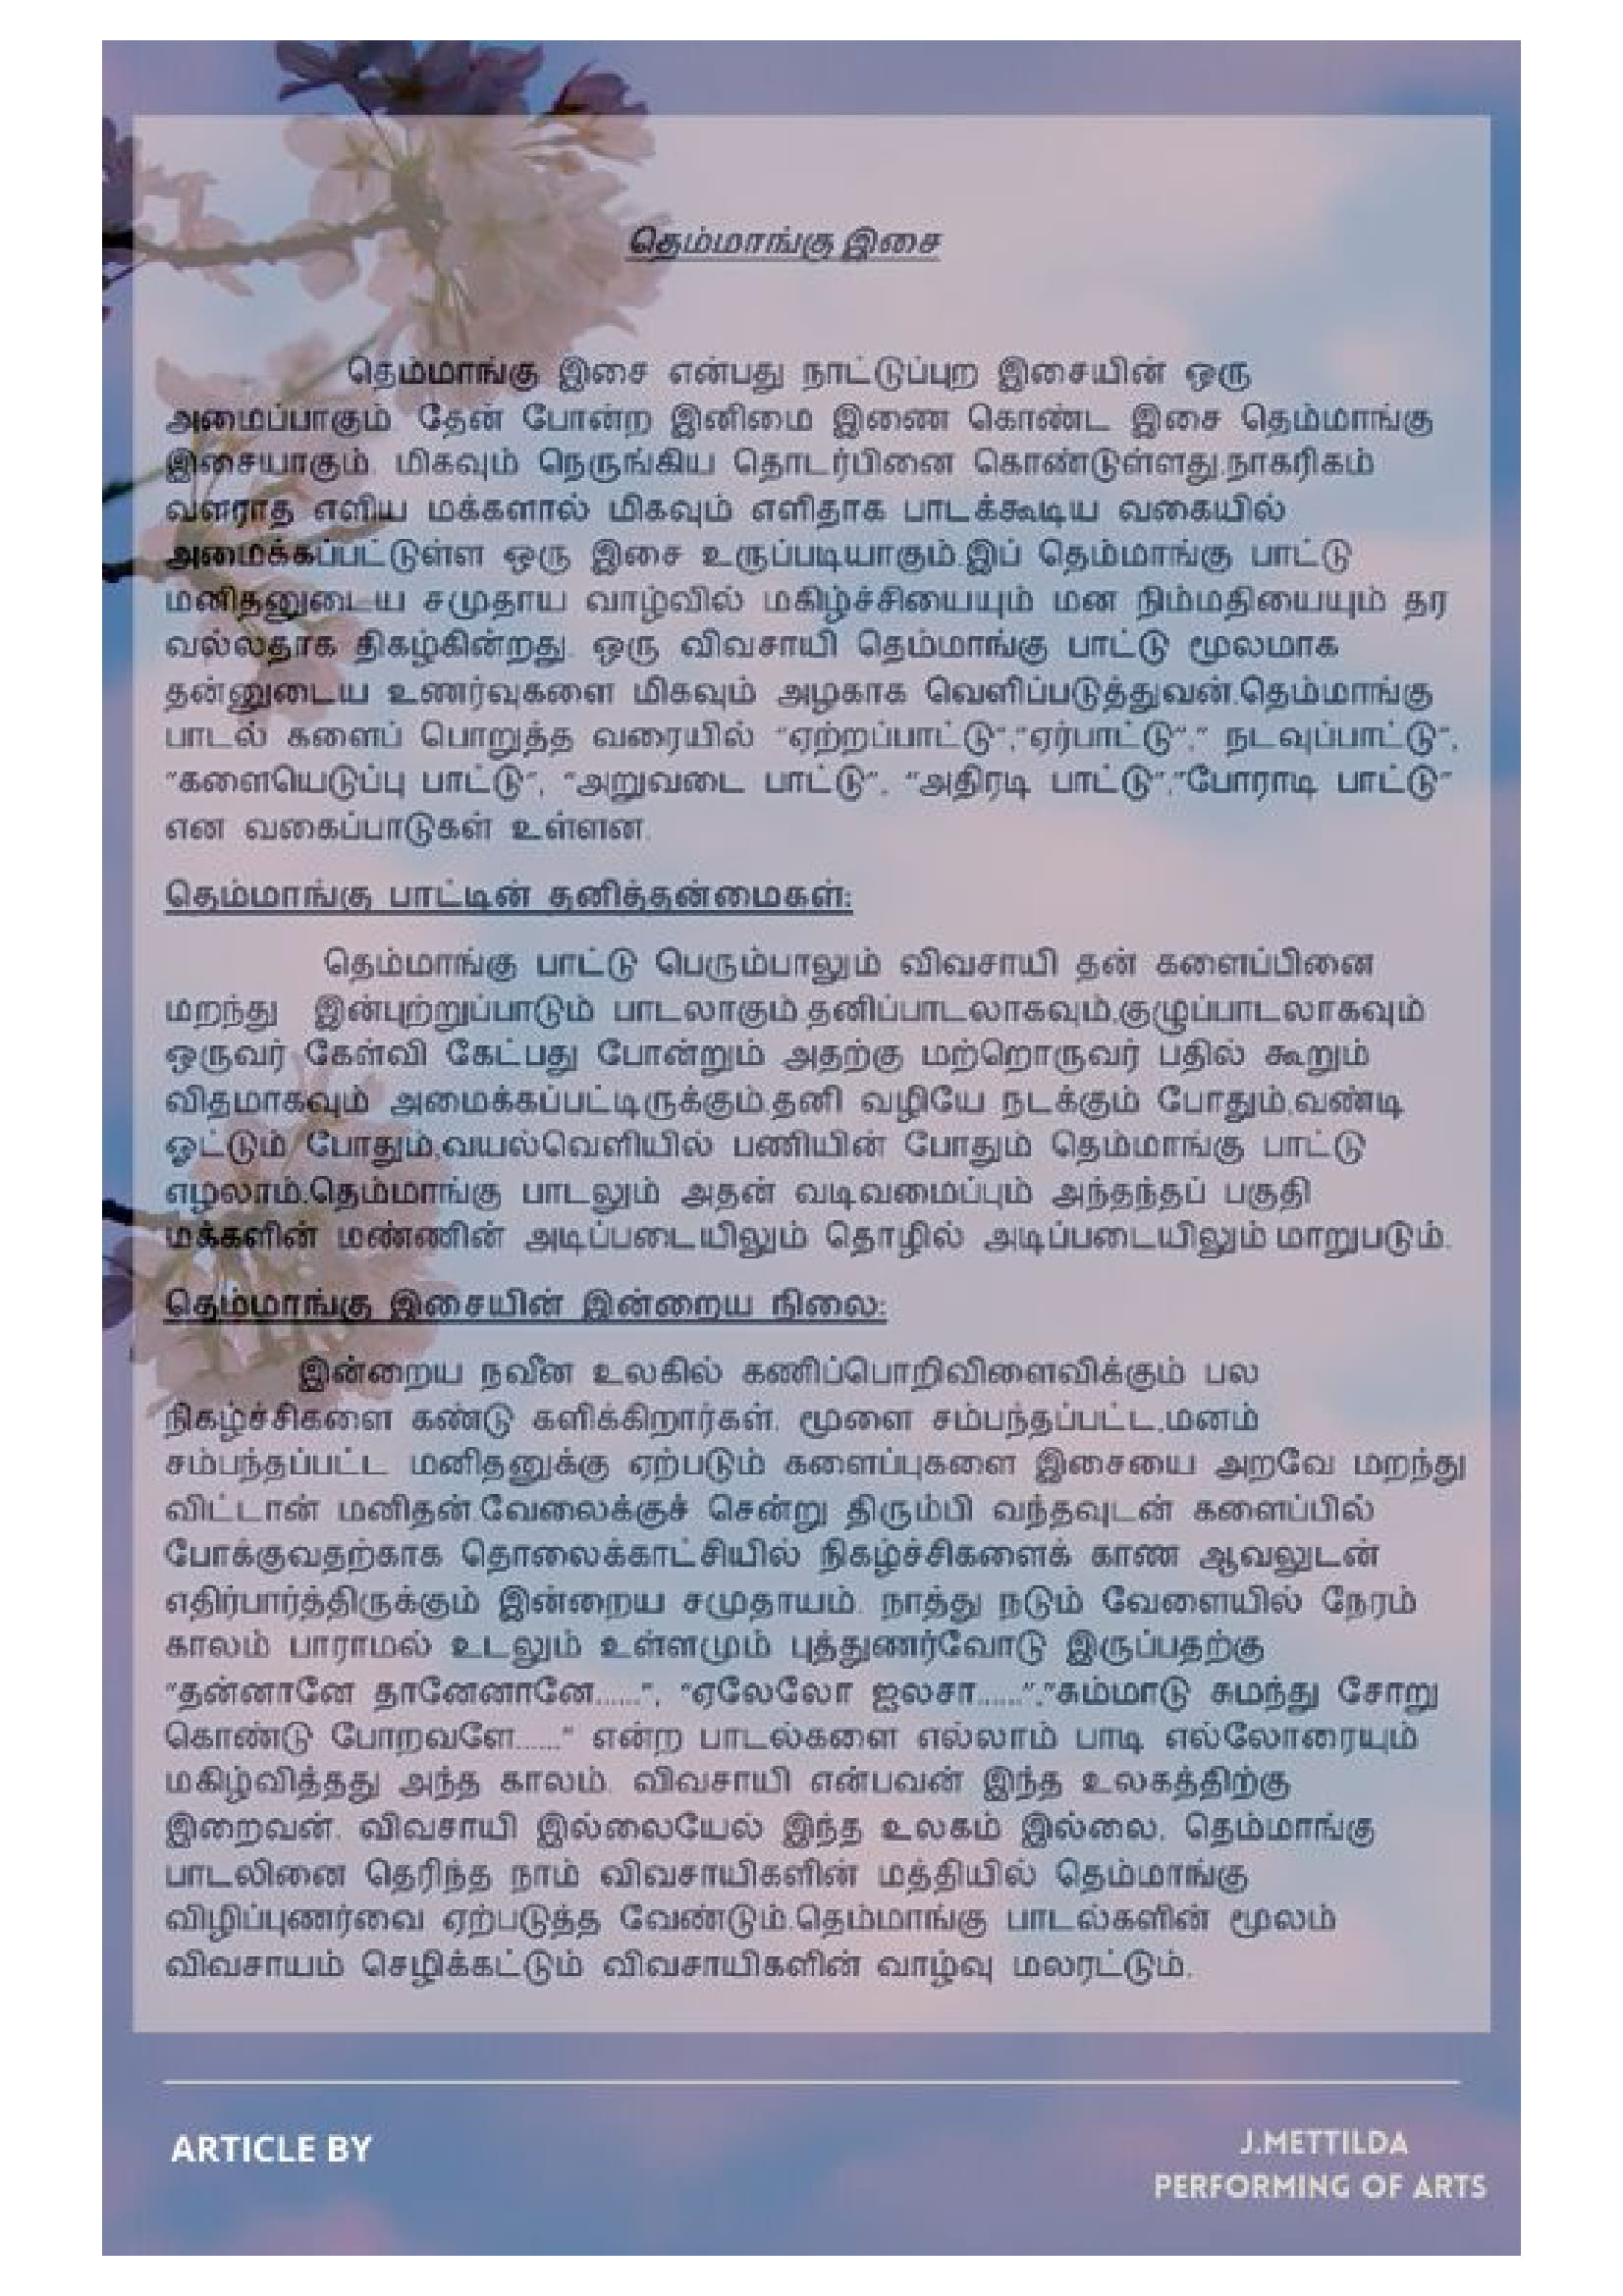 தெம்மாங்கு இசை
தெம்மாங்கு இசை என்பது நாட்டுப்புற இசையின் ஒரு
அமைப்பாகும். தேன் போன்ற இனிமை இணை கொண்ட இசை தெம்மாங்கு
இசையாகும். மிகவும் நெருங்கிய தொடர்பினை கொண்டுள்ளது.நாகரிகம்
வளராத எளிய மக்களால் மிகவும் எளிதாக பாடக்கூடிய வகையில்
அமைக்கப்பட்டுள்ள ஒரு இசை உருப்படியாகும்.இப் தெம்மாங்கு பாட்டு
மனிதனுடைய சமுதாய வாழ்வில் மகிழ்ச்சியையும் மன நிம்மதியையும் தர
வல்லதாக திகழ்கின்றது. ஒரு விவசாயி தெம்மாங்கு பாட்டு மூலமாக
தன்னுடைய உணர்வுகளை மிகவும் அழகாக வெளிப்படுத்துவன்.தெம்மாங்கு
பாடல் களைப் பொறுத்த வரையில் "ஏற்றப்பாட்டு","ஏர்பாட்டு"," நடவுப்பாட்டு",
"களையெடுப்பு பாட்டு", "அறுவடை பாட்டு", "அதிரடி பாட்டு","போராடி பாட்டு"
என வகைப்பாடுகள் உள்ளன.
தெம்மாங்கு பாட்டின் தனித்தன்மைகள்:
தெம்மாங்கு பாட்டு பெரும்பாலும் விவசாயி தன் களைப்பினை
மறந்து இன்புற்றுப்பாடும் பாடலாகும்.தனிப்பாடலாகவும்,குழுப்பாடலாகவும்
ஒருவர் கேள்வி கேட்பது போன்றும் அதற்கு மற்றொருவர் பதில் கூறும்
விதமாகவும் அமைக்கப்பட்டிருக்கும்.தனி வழியே நடக்கும் போதும்,வண்டி
ஓட்டும் போதும்,வயல்வெளியில் பணியின் போதும் தெம்மாங்கு பாட்டு
எழலாம்.தெம்மாங்கு பாடலும் அதன் வடிவமைப்பும் அந்தந்தப் பகுதி
மக்களின் மண்ணின் அடிப்படையிலும் தொழில் அடிப்படையிலும் மாறுபடும்.
தெம்மாங்கு இசையின் இன்றைய நிலை:
இன்றைய நவீன உலகில் கணிப்பொறிவிளைவிக்கும் பல
நிகழ்ச்சிகளை கண்டு களிக்கிறார்கள். மூளை சம்பந்தப்பட்ட,மனம்
சம்பந்தப்பட்ட மனிதனுக்கு ஏற்படும் களைப்புகளை இசையை அறவே மறந்து
விட்டான் மனிதன்.வேலைக்குச் சென்று திரும்பி வந்தவுடன் களைப்பில்
போக்குவதற்காக தொலைக்காட்சியில் நிகழ்ச்சிகளைக் காண ஆவலுடன்
எதிர்பார்த்திருக்கும் இன்றைய சமுதாயம். நாத்து நடும் வேளையில் நேரம்
காலம் பாராமல் உடலும் உள்ளமும் புத்துணர்வோடு இருப்பதற்கு
"தன்னானே தானேனானே......", "ஏலேலோ ஐலசா......","சும்மாடு சுமந்து சோறு
கொண்டு போறவளே......" என்ற பாடல்களை எல்லாம் பாடி எல்லோரையும்
மகிழ்வித்தது அந்த காலம். விவசாயி என்பவன் இந்த உலகத்திற்கு
இறைவன். விவசாயி இல்லையேல் இந்த உலகம் இல்லை. தெம்மாங்கு
பாடலினை தெரிந்த நாம் விவசாயிகளின் மத்தியில் தெம்மாங்கு
விழிப்புணர்வை ஏற்படுத்த வேண்டும்.தெம்மாங்கு பாடல்களின் மூலம்
விவசாயம் செழிக்கட்டும் விவசாயிகளின் வாழ்வு மலரட்டும்.
ARTICLE BY
J.METTILDA
PERFORMING OF ARTS